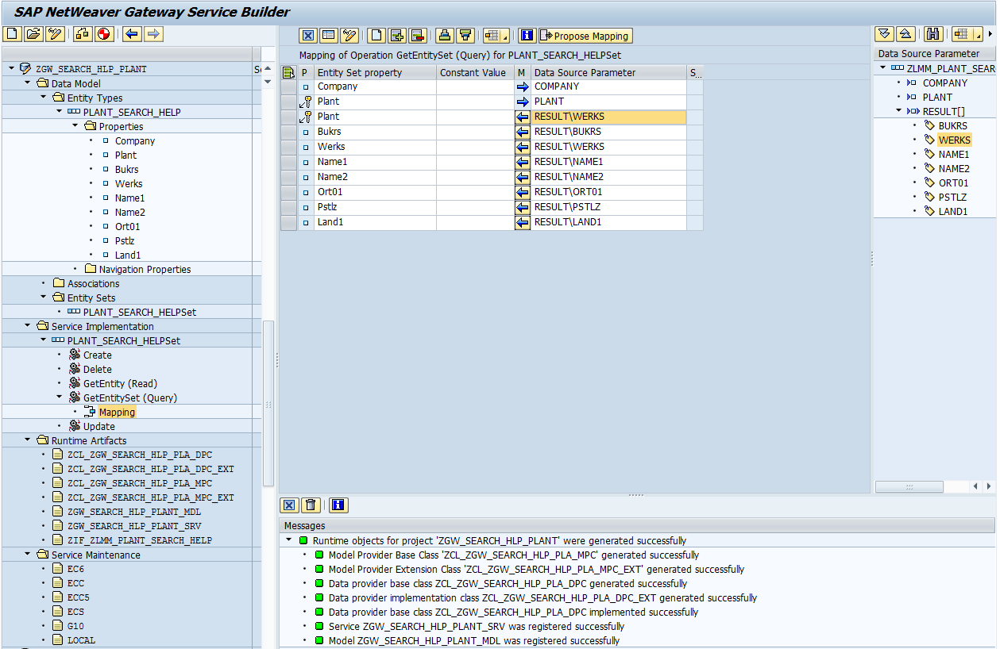 SAP NetWeaver Gateway Service Builder
Propose Mapping
ZGW_SEARCH_HLP_PLANT
Data Model
Entity Types
PLANT_SEARCH_HELP
Properties
Company
Plant
Bukrs
Werks
Name1
Name2
Ort01
Pstlz
Land1
Navigation Properties
Associations
Entity Sets
PLANT_SEARCH_HELPSet
Service Implementation
PLANT_SEARCH_HELPSet
Create
Delete
GetEntity (Read)
GetEntitySet (Query)
Mapping
Update
Runtime Artifacts
ZCL_ZGW_SEARCH_HLP_PLA_DPC
ZCL_ZGW_SEARCH_HLP_PLA_DPC_EXT
ZCL_ZGW_SEARCH_HLP_PLA_MPC
ZCL_ZGW_SEARCH_HLP_PLA_MPC_EXT
ZGW_SEARCH_HLP_PLANT_MDL
ZGW_SEARCH_HLP_PLANT_SRV
ZIF_ZLMM_PLANT_SEARCH_HELP
Service Maintenance
EC6
ECC
ECC5
ECS
G10
LOCAL
Mapping of Operation GetEntitySet (Query) for PLANT_SEARCH_HELPSet
P Entity Set property Constant Value M Data Source Parameter S...
Company COMPANY
Plant PLANT
Plant RESULT\WERKS
Bukrs RESULT\BUKRS
Werks RESULT\WERKS
Name1 RESULT\NAME1
Name2 RESULT\NAME2
Ort01 RESULT\ORT01
Pstlz RESULT\PSTLZ
Land1 RESULT\LAND1
Data Source Parameter
ZLMM_PLANT_SEAR
COMPANY
PLANT
RESULT[]
BUKRS
WERKS
NAME1
NAME2
ORT01
PSTLZ
LAND1
Messages
Runtime objects for project 'ZGW_SEARCH_HLP_PLANT' were generated successfully
Model Provider Base Class 'ZCL_ZGW_SEARCH_HLP_PLA_MPC' generated successfully
Model Provider Extension Class 'ZCL_ZGW_SEARCH_HLP_PLA_MPC_EXT' generated successfully
Data provider base class ZCL_ZGW_SEARCH_HLP_PLA_DPC generated successfully
Data provider implementation class ZCL_ZGW_SEARCH_HLP_PLA_DPC_EXT generated successfully
Data provider base class ZCL_ZGW_SEARCH_HLP_PLA_DPC implemented successfully
Service ZGW_SEARCH_HLP_PLANT_SRV was registered successfully
Model ZGW_SEARCH_HLP_PLANT_MDL was registered successfully